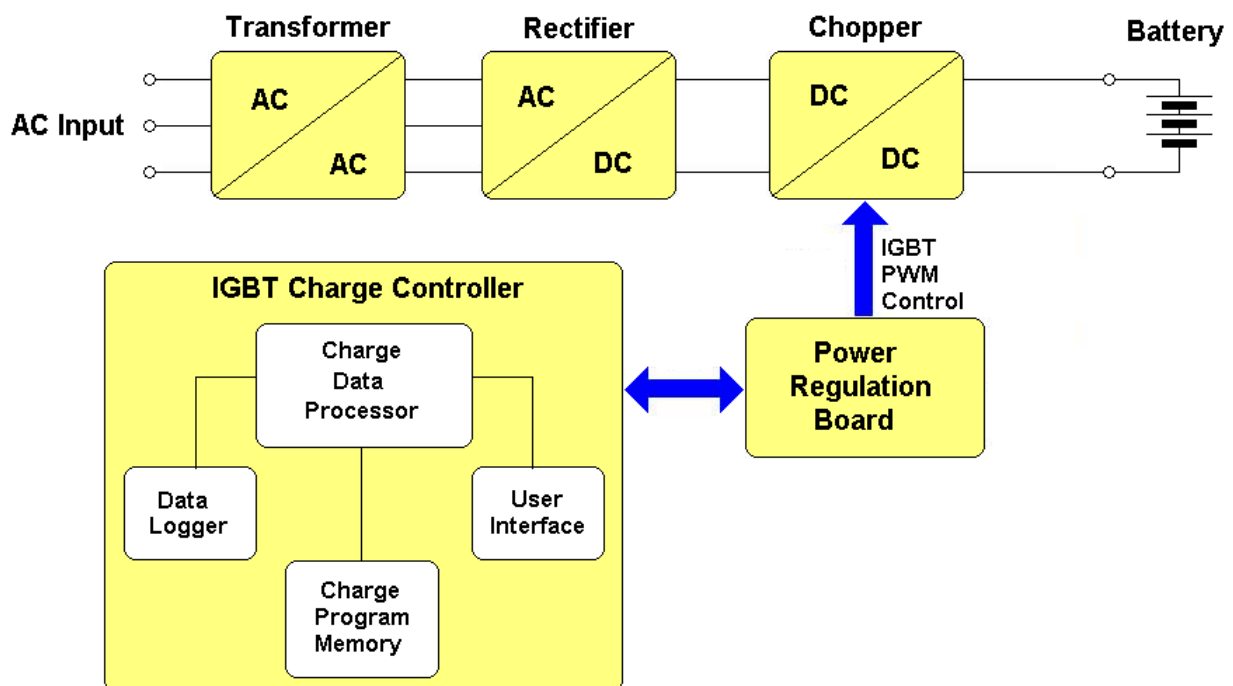 Transformer
Rectifier
Chopper
Battery
AC Input
AC
AC
AC
DC
DC
DC
IGBT
PWM
Control
IGBT Charge Controller
Charge
Data
Processor
Data
Logger
User
Interface
Charge
Program
Memory
Power
Regulation
Board